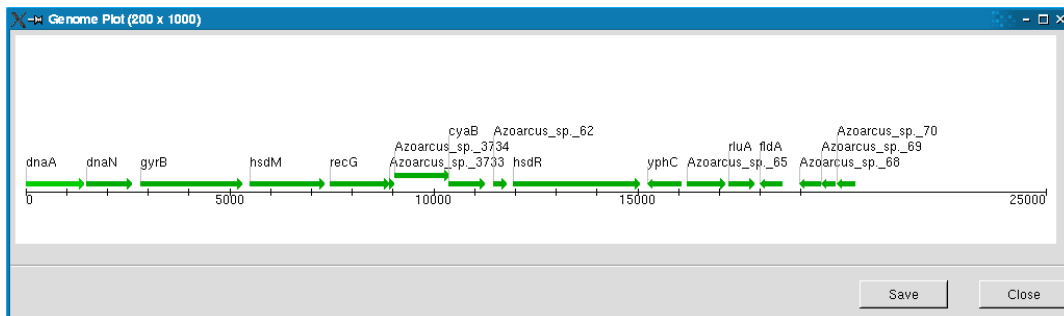 Genome Plot (200 x 1000)
Azoarcus_sp._70
cyaB Azoarcus_sp._62
Azoarcus_sp._3734 rluA fldA Azoarcus_sp._69
dnaA dnaN gyrB hsdM recG Azoarcus_sp._3733 hsdR yphC Azoarcus_sp._65 Azoarcus_sp._68
0 5000 10000 15000 25000
Save Close